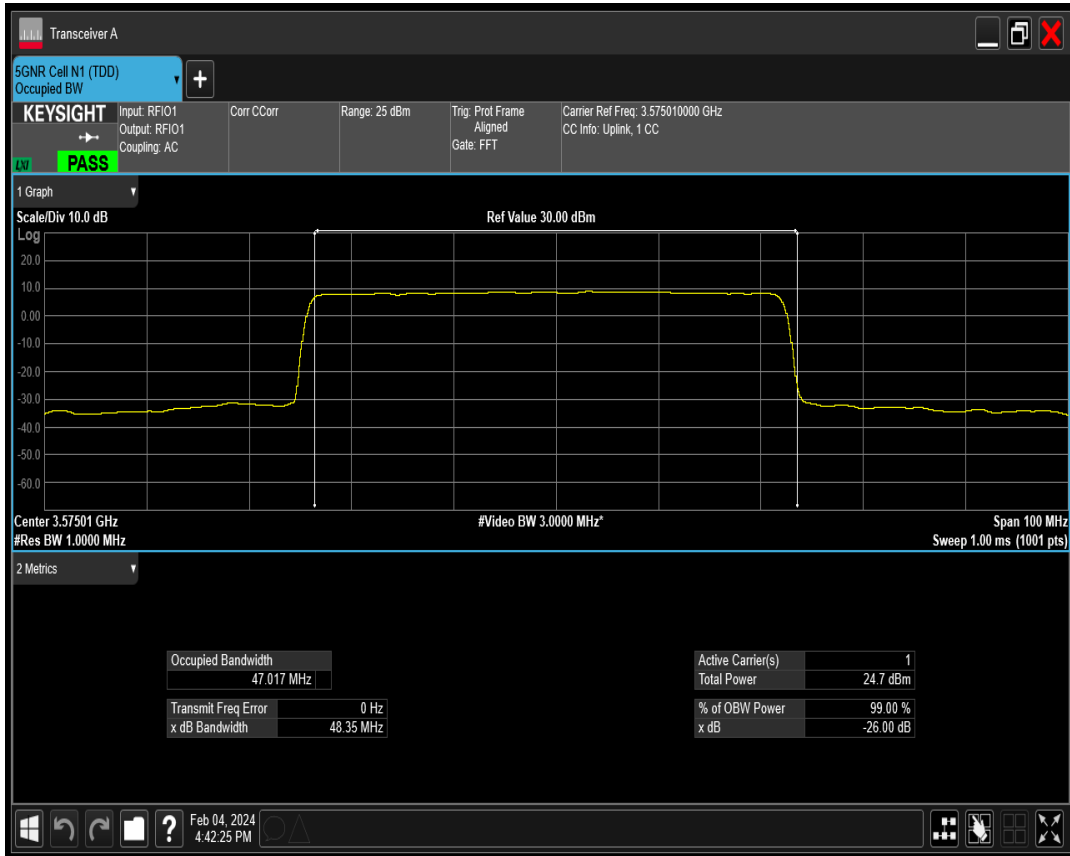 Transceiver A
5GNR Cell N1 (TDD)
Occupied BW
+
KEYSIGHT
LXI
PASS
Input: RFIO1
Output: RFIO1
Coupling: AC
Corr CCorr
Range: 25 dBm
Trig: Prot Frame
Aligned
Gate: FFT
Carrier Ref Freq: 3.575010000 GHz
CC Info: Uplink, 1 CC
1 Graph
Scale/Div 10.0 dB
Ref Value 30.00 dBm
Log
20.0
10.0
0.00
-10.0
-20.0
-30.0
-40.0
-50.0
-60.0
Center 3.57501 GHz
#Video BW 3.0000 MHz*
Span 100 MHz
#Res BW 1.0000 MHz
Sweep 1.00 ms (1001 pts)
2 Metrics
Occupied Bandwidth
47.017 MHz
Transmit Freq Error 0 Hz
x dB Bandwidth 48.35 MHz
Active Carrier(s) 1
Total Power 24.7 dBm
% of OBW Power 99.00 %
x dB -26.00 dB
?
Feb 04, 2024
4:42:25 PM